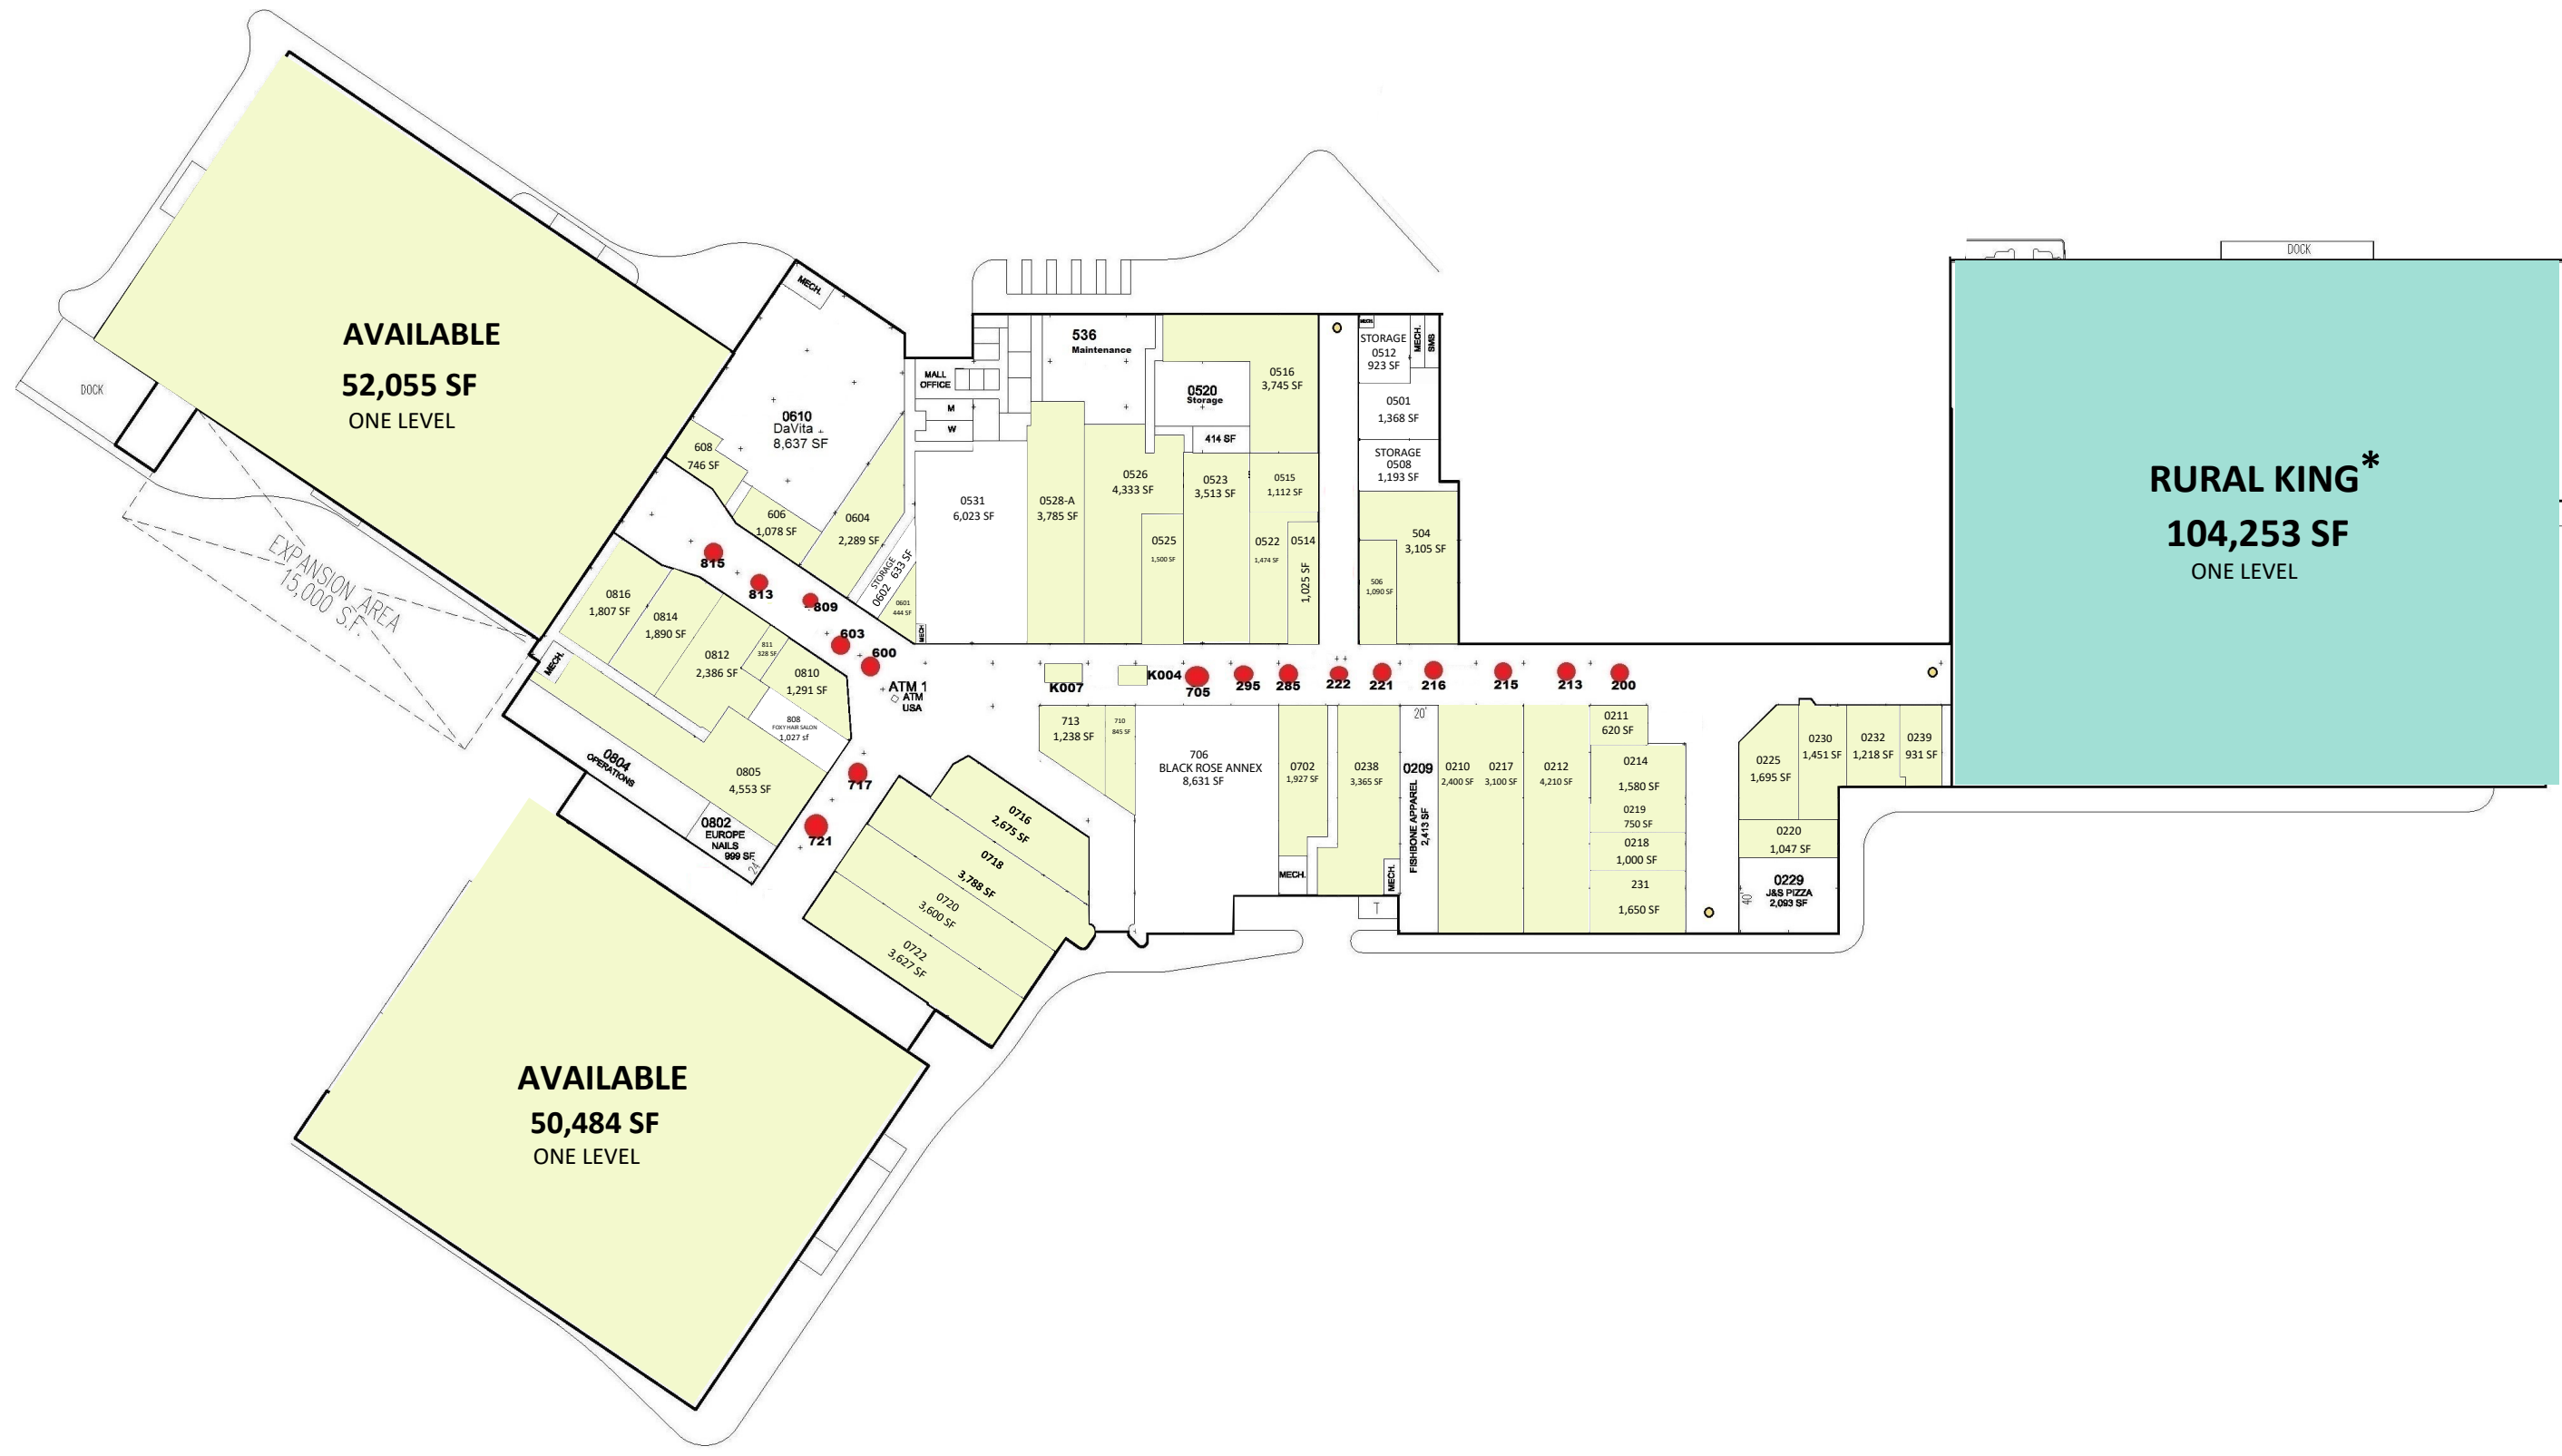 AVAILABLE
52,055 SF
ONE LEVEL
DOCK
EXPANSION AREA
15,000 S.F.
MECH.
0610
DaVita
8,637 SF
608
746 SF
606
1,078 SF
0604
2,289 SF
STORAGE
0602 633 SF
0601
444 SF
MECH
815
813
809
603
600
ATM 1
ATM
USA
0816
1,807 SF
0814
1,890 SF
0812
2,386 SF
811
328 SF
0810
1,291 SF
808
FOXY HAIR SALON
1,027 sf
MECH.
0804
OPERATIONS
0805
4,553 SF
0802
EUROPE
NAILS
999 SF
24'
717
721
0716
2,675 SF
0718
3,788 SF
0720
3,600 SF
0722
3,627 SF
AVAILABLE
50,484 SF
ONE LEVEL
MALL
OFFICE
M
W
536
Maintenance
0520
Storage
414 SF
0516
3,745 SF
0531
6,023 SF
0528-A
3,785 SF
0526
4,333 SF
0525
1,500 SF
0523
3,513 SF
0515
1,112 SF
0522
1,474 SF
0514
1,025 SF
MECH.
STORAGE
0512
923 SF
MECH.
SMS
0501
1,368 SF
STORAGE
0508
1,193 SF
504
3,105 SF
506
1,090 SF
K007
K004
705
295
285
222
221
216
215
213
200
713
1,238 SF
710
845 SF
706
BLACK ROSE ANNEX
8,631 SF
0702
1,927 SF
MECH.
0238
3,365 SF
MECH.
T
20'
0209
FISHBONE APPAREL
2,413 SF
0210
2,400 SF
0217
3,100 SF
0212
4,210 SF
0211
620 SF
0214
1,580 SF
0219
750 SF
0218
1,000 SF
231
1,650 SF
0225
1,695 SF
0230
1,451 SF
0232
1,218 SF
0239
931 SF
0220
1,047 SF
0229
J&S PIZZA
2,093 SF
40'
DOCK
RURAL KING*
104,253 SF
ONE LEVEL